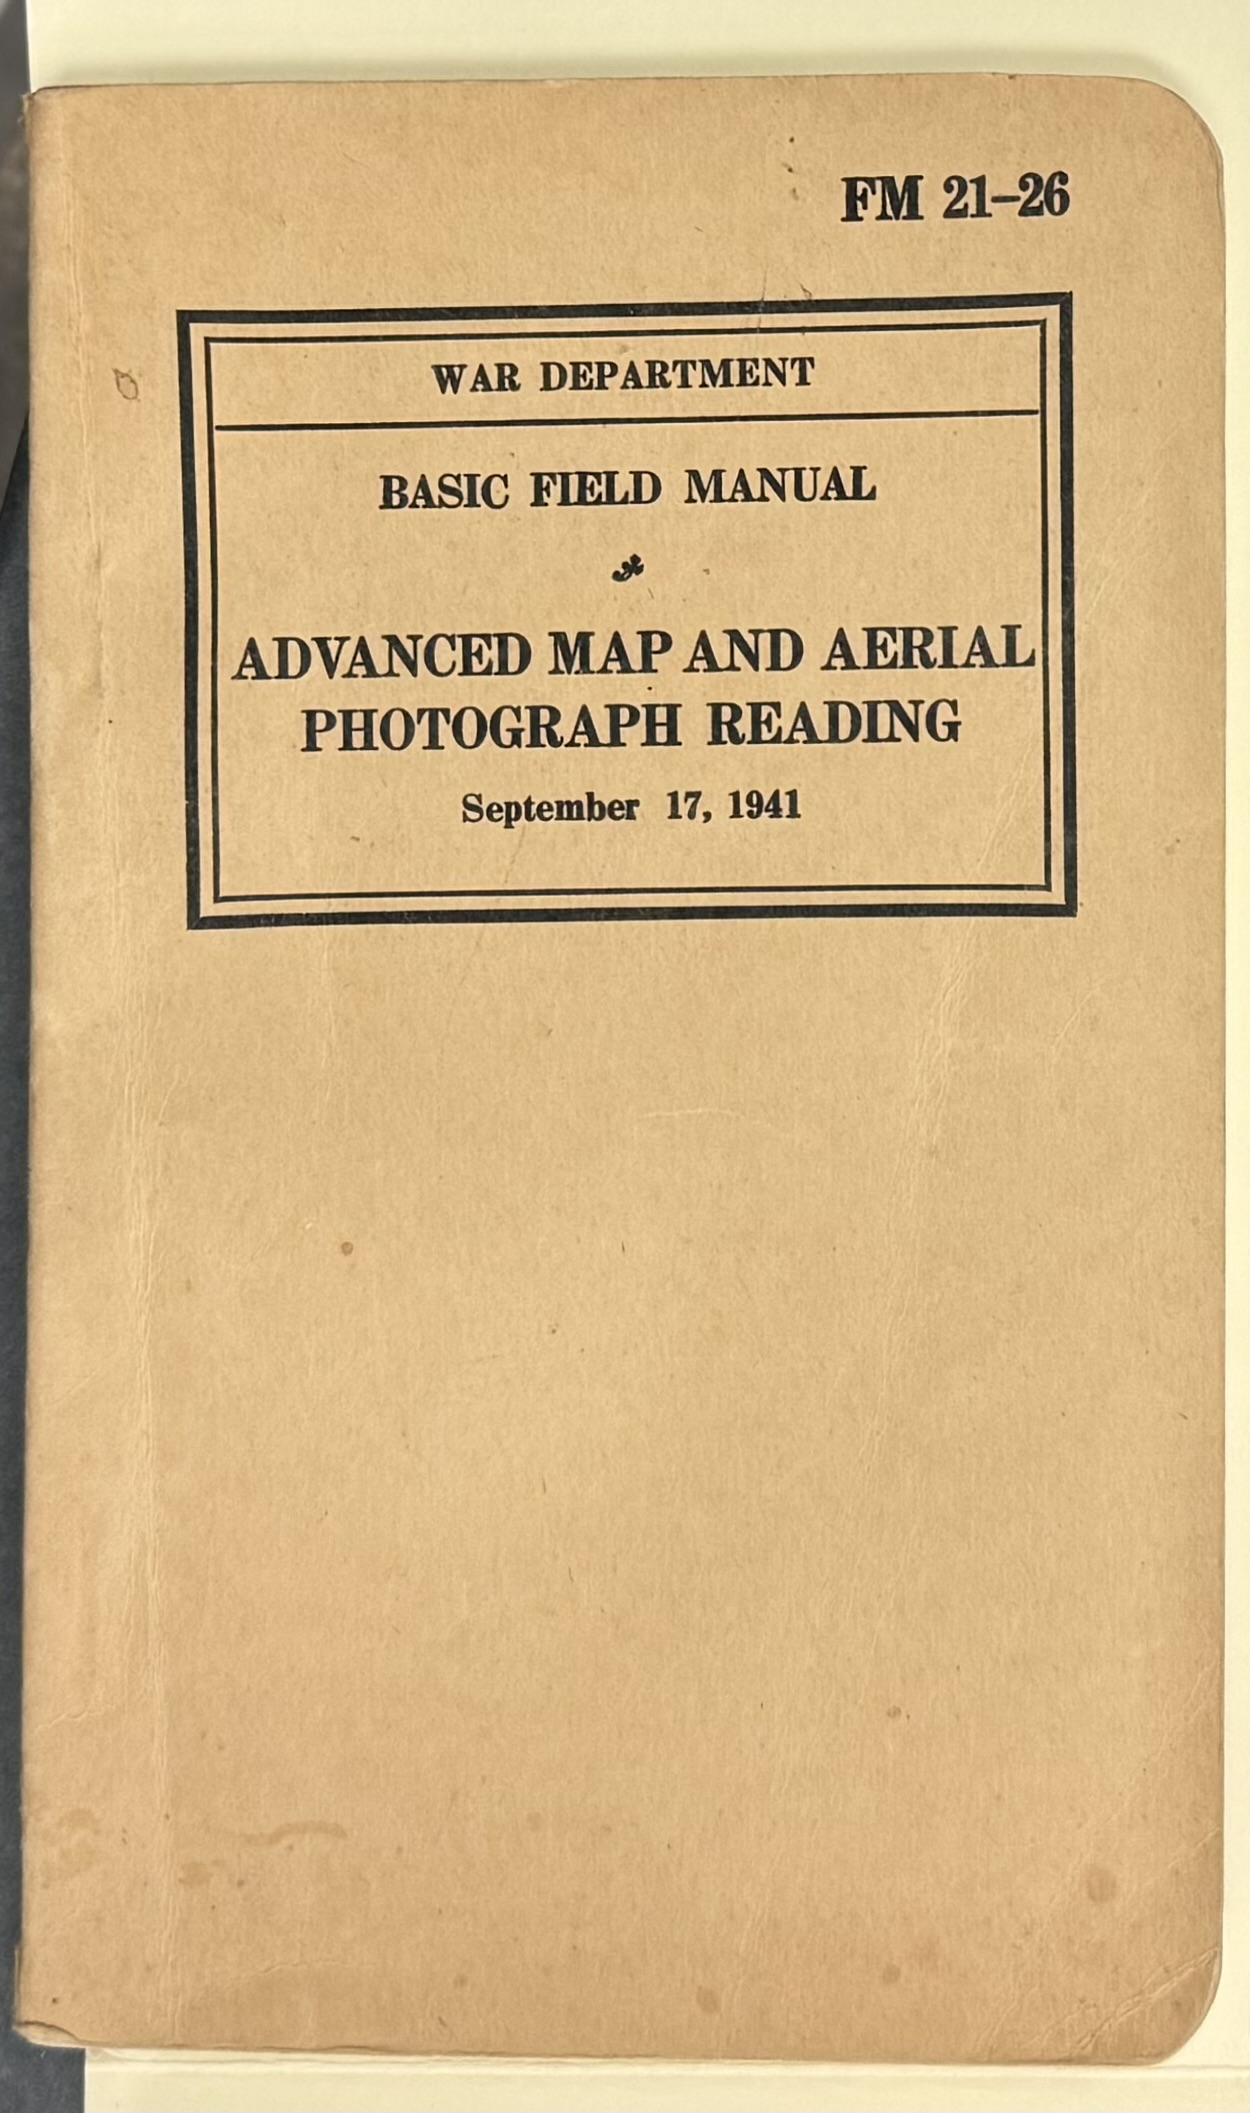 FM 21–26
WAR DEPARTMENT
BASIC FIELD MANUAL
ADVANCED MAP AND AERIAL
PHOTOGRAPH READING
September 17, 1941